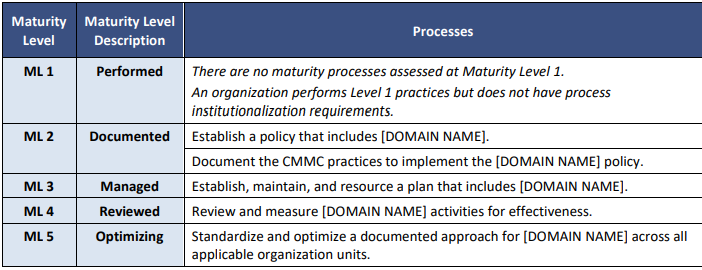 Maturity Level
Maturity Level Description
Processes
ML 1
Performed
There are no maturity processes assessed at Maturity Level 1.
An organization performs Level 1 practices but does not have process
institutionalization requirements.
ML 2
Documented
Establish a policy that includes [DOMAIN NAME].
Document the CMMC practices to implement the [DOMAIN NAME] policy.
ML 3
Managed
Establish, maintain, and resource a plan that includes [DOMAIN NAME].
ML 4
Reviewed
Review and measure [DOMAIN NAME] activities for effectiveness.
ML 5
Optimizing
Standardize and optimize a documented approach for [DOMAIN NAME] across all
applicable organization units.